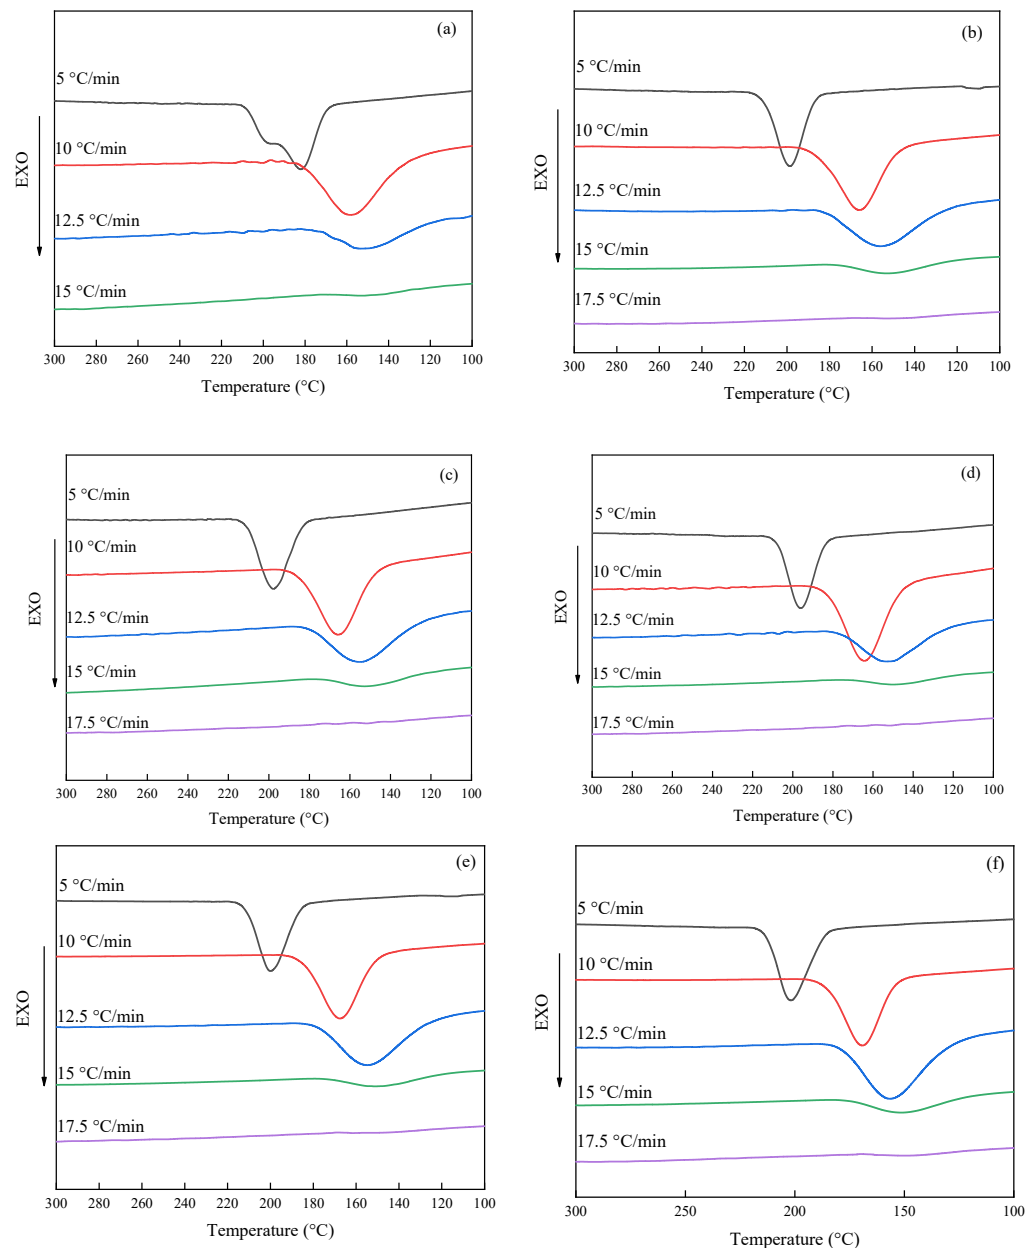 (a)
5 °C/min
10 °C/min
12.5 °C/min
15 °C/min
EXO
300 280 260 240 220 200 180 160 140 120 100
Temperature (°C)
(b)
5 °C/min
10 °C/min
12.5 °C/min
15 °C/min
17.5 °C/min
EXO
300 280 260 240 220 200 180 160 140 120 100
Temperature (°C)
(c)
5 °C/min
10 °C/min
12.5 °C/min
15 °C/min
17.5 °C/min
EXO
300 280 260 240 220 200 180 160 140 120 100
Temperature (°C)
(d)
5 °C/min
10 °C/min
12.5 °C/min
15 °C/min
17.5 °C/min
EXO
300 280 260 240 220 200 180 160 140 120 100
Temperature (°C)
(e)
5 °C/min
10 °C/min
12.5 °C/min
15 °C/min
17.5 °C/min
EXO
300 280 260 240 220 200 180 160 140 120 100
Temperature (°C)
(f)
5 °C/min
10 °C/min
12.5 °C/min
15 °C/min
17.5 °C/min
EXO
300 250 200 150 100
Temperature (°C)